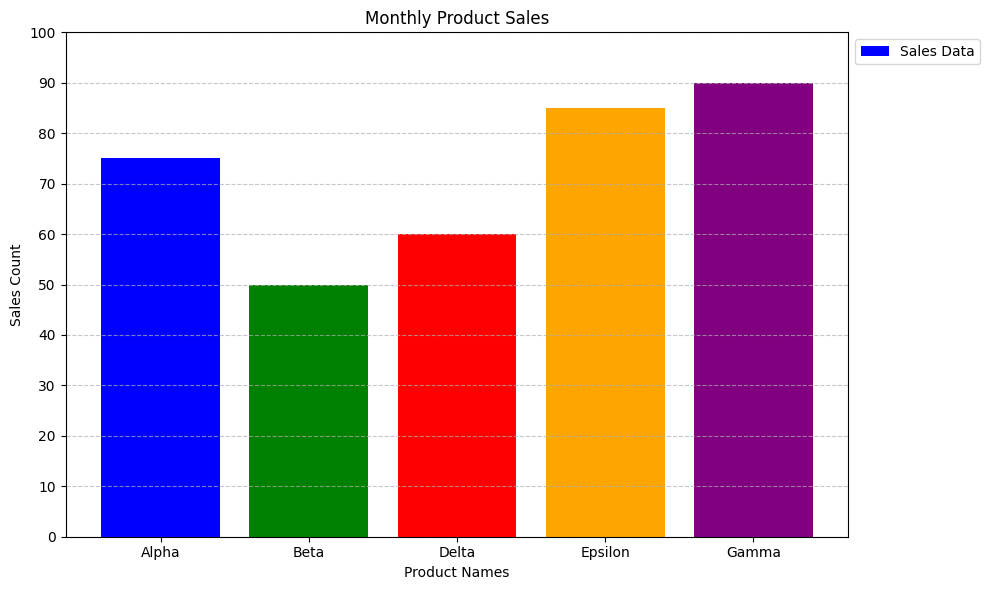 Monthly Product Sales
Sales Data
Sales Count
100
90
80
70
60
50
40
30
20
10
0
Alpha Beta Delta Epsilon Gamma
Product Names